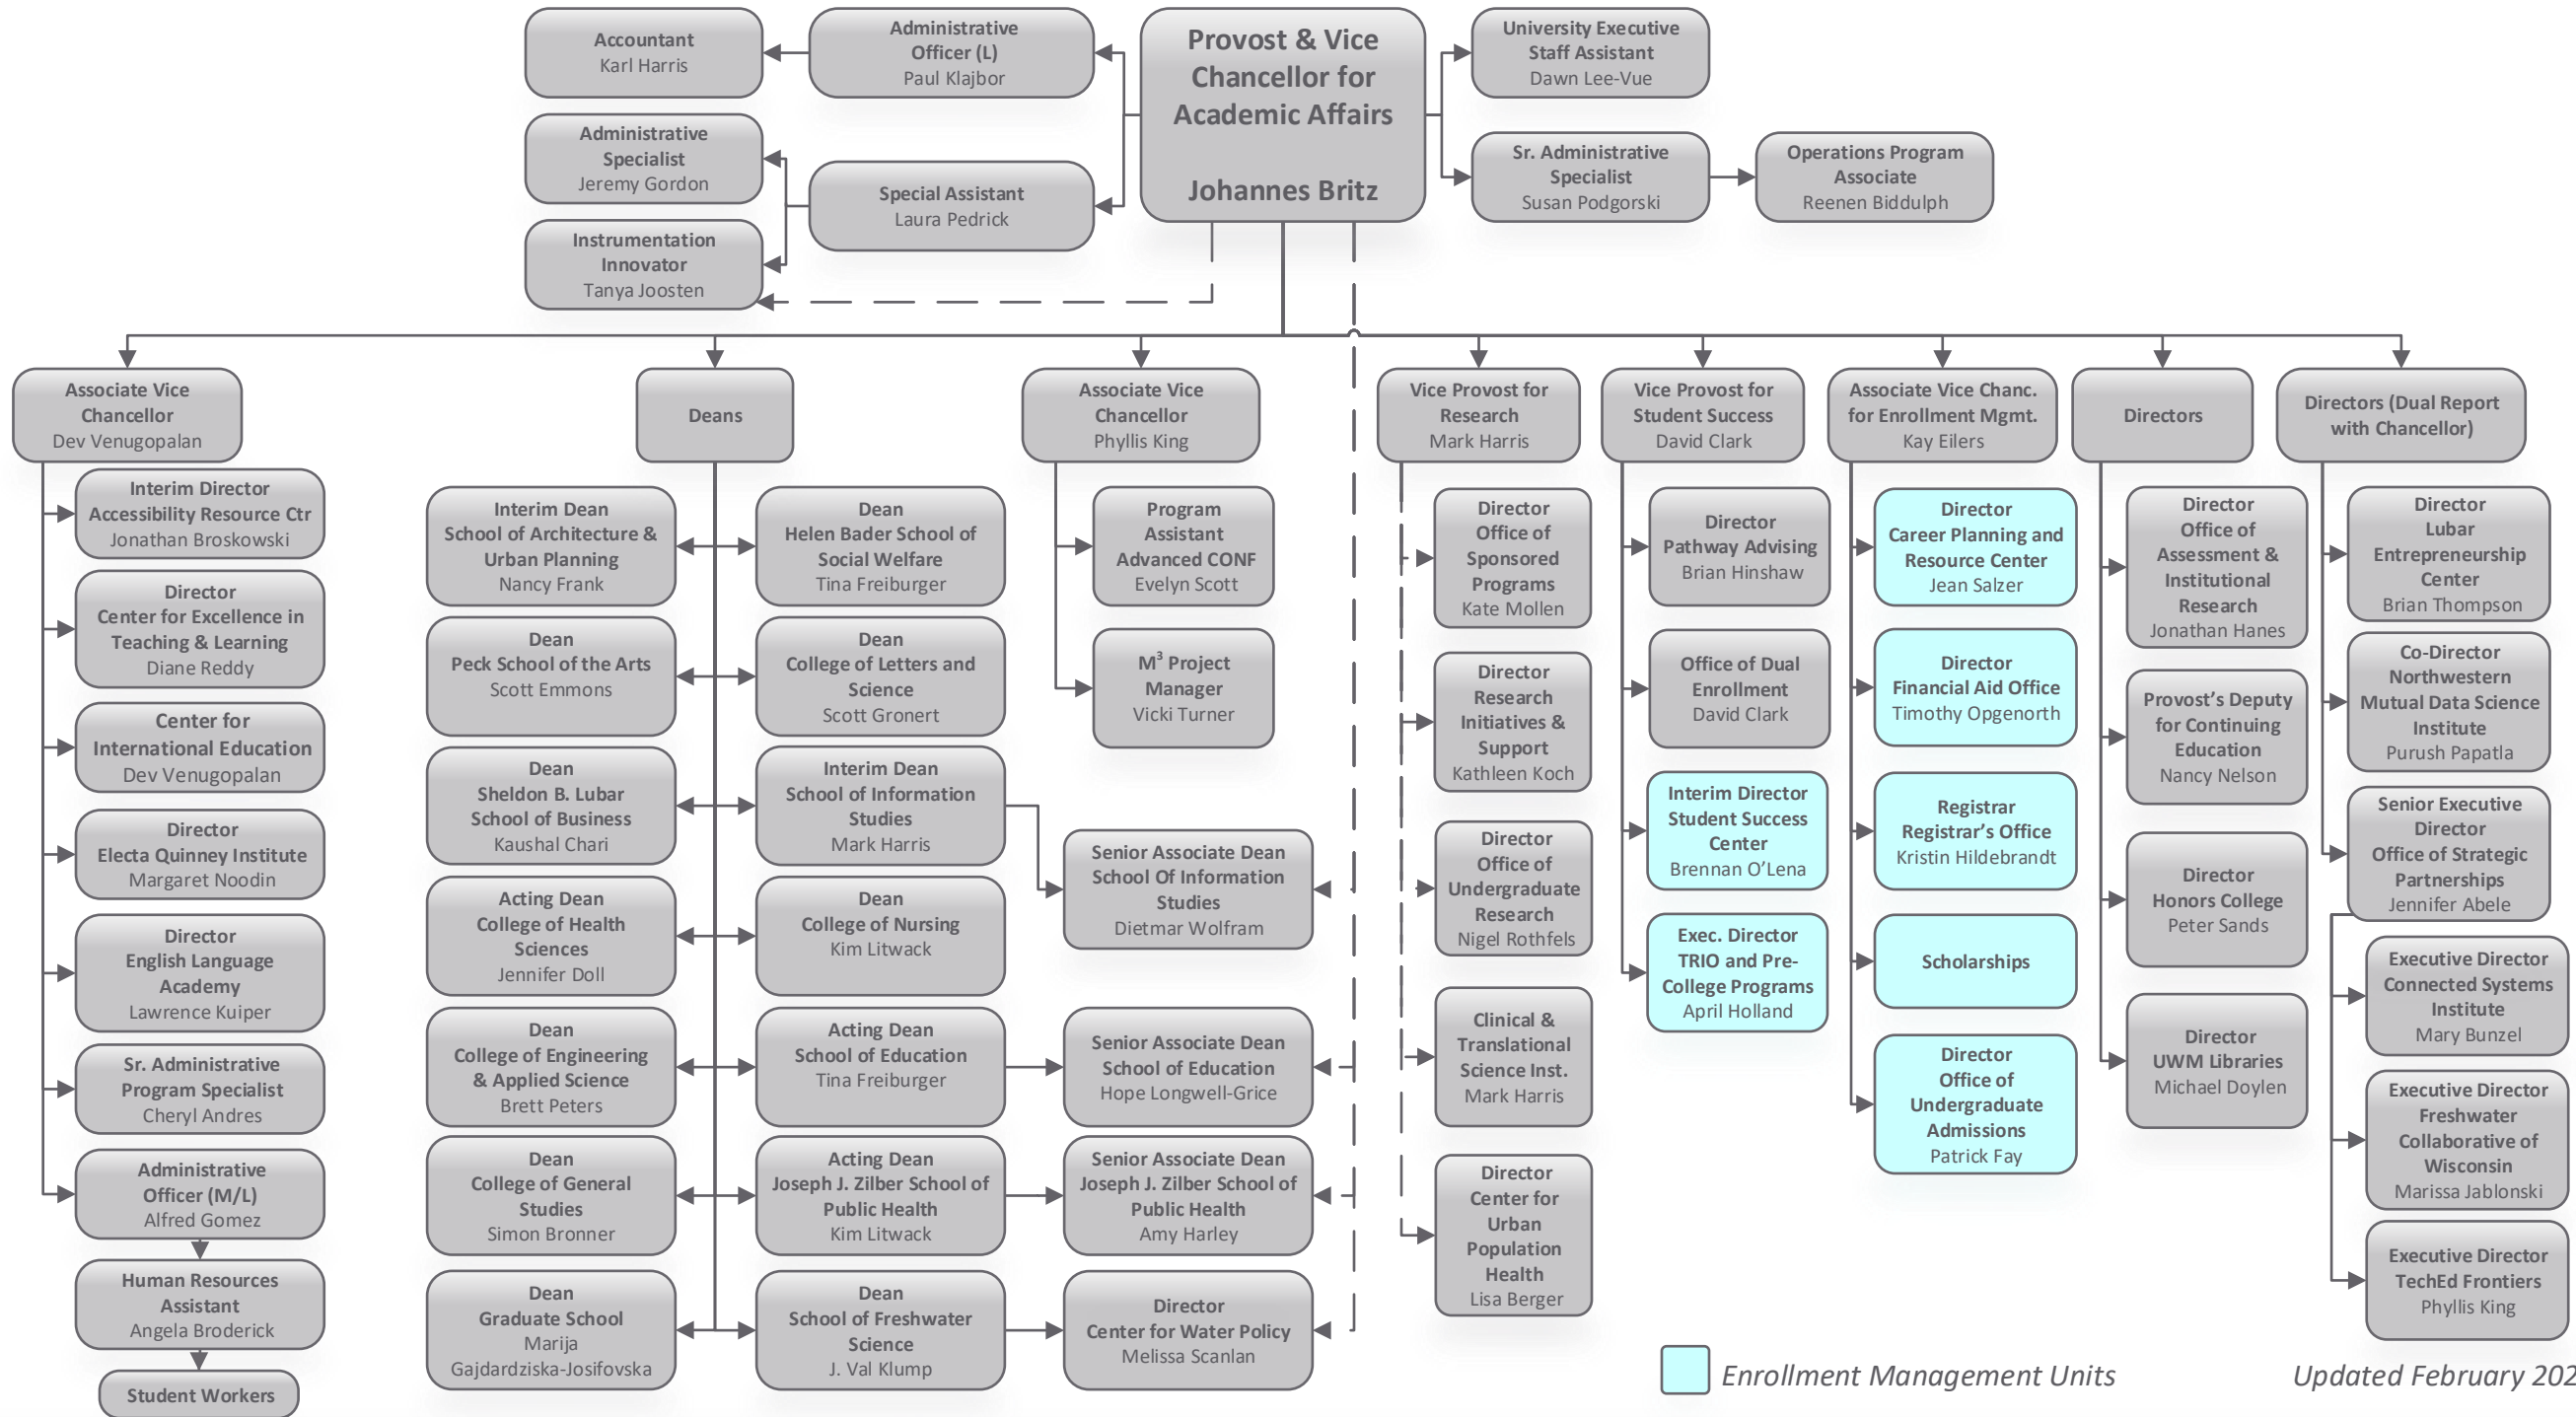 Accountant
Karl Harris
Administrative
Officer (L)
Paul Klajbor
Provost & Vice
Chancellor for
Academic Affairs
Johannes Britz
University Executive
Staff Assistant
Dawn Lee-Vue
Administrative
Specialist
Jeremy Gordon
Special Assistant
Laura Pedrick
Sr. Administrative
Specialist
Susan Podgorski
Operations Program
Associate
Reenen Biddulph
Instrumentation
Innovator
Tanya Joosten
Associate Vice
Chancellor
Dev Venugopalan
Interim Director
Accessibility Resource Ctr
Jonathan Broskowski
Director
Center for Excellence in
Teaching & Learning
Diane Reddy
Center for
International Education
Dev Venugopalan
Director
Electa Quinney Institute
Margaret Noodin
Director
English Language
Academy
Lawrence Kuiper
Sr. Administrative
Program Specialist
Cheryl Andres
Administrative
Officer (M/L)
Alfred Gomez
Human Resources
Assistant
Angela Broderick
Student Workers
Deans
Interim Dean
School of Architecture &
Urban Planning
Nancy Frank
Dean
Peck School of the Arts
Scott Emmons
Dean
Sheldon B. Lubar
School of Business
Kaushal Chari
Acting Dean
College of Health
Sciences
Jennifer Doll
Dean
College of Engineering
& Applied Science
Brett Peters
Dean
College of General
Studies
Simon Bronner
Dean
Graduate School
Marija
Gajdardziska-Josifovska
Dean
Helen Bader School of
Social Welfare
Tina Freiburger
Dean
College of Letters and
Science
Scott Gronert
Interim Dean
School of Information
Studies
Mark Harris
Dean
College of Nursing
Kim Litwack
Acting Dean
School of Education
Tina Freiburger
Acting Dean
Joseph J. Zilber School of
Public Health
Kim Litwack
Dean
School of Freshwater
Science
J. Val Klump
Associate Vice
Chancellor
Phyllis King
Program
Assistant
Advanced CONF
Evelyn Scott
M³ Project
Manager
Vicki Turner
Senior Associate Dean
School Of Information
Studies
Dietmar Wolfram
Senior Associate Dean
School of Education
Hope Longwell-Grice
Senior Associate Dean
Joseph J. Zilber School of
Public Health
Amy Harley
Director
Center for Water Policy
Melissa Scanlan
Vice Provost for
Research
Mark Harris
Director
Office of
Sponsored
Programs
Kate Mollen
Director
Research
Initiatives &
Support
Kathleen Koch
Director
Office of
Undergraduate
Research
Nigel Rothfels
Clinical &
Translational
Science Inst.
Mark Harris
Director
Center for
Urban
Population
Health
Lisa Berger
Vice Provost for
Student Success
David Clark
Director
Pathway Advising
Brian Hinshaw
Office of Dual
Enrollment
David Clark
Interim Director
Student Success
Center
Brennan O’Lena
Exec. Director
TRIO and Pre-
College Programs
April Holland
Associate Vice Chanc.
for Enrollment Mgmt.
Kay Eilers
Director
Career Planning and
Resource Center
Jean Salzer
Director
Financial Aid Office
Timothy Opgenorth
Registrar
Registrar’s Office
Kristin Hildebrandt
Scholarships
Director
Office of
Undergraduate
Admissions
Patrick Fay
Directors
Director
Office of
Assessment &
Institutional
Research
Jonathan Hanes
Provost’s Deputy
for Continuing
Education
Nancy Nelson
Director
Honors College
Peter Sands
Director
UWM Libraries
Michael Doylen
Directors (Dual Report
with Chancellor)
Director
Lubar
Entrepreneurship
Center
Brian Thompson
Co-Director
Northwestern
Mutual Data Science
Institute
Purush Papatla
Senior Executive
Director
Office of Strategic
Partnerships
Jennifer Abele
Executive Director
Connected Systems
Institute
Mary Bunzel
Executive Director
Freshwater
Collaborative of
Wisconsin
Marissa Jablonski
Executive Director
TechEd Frontiers
Phyllis King
Enrollment Management Units
Updated February 202